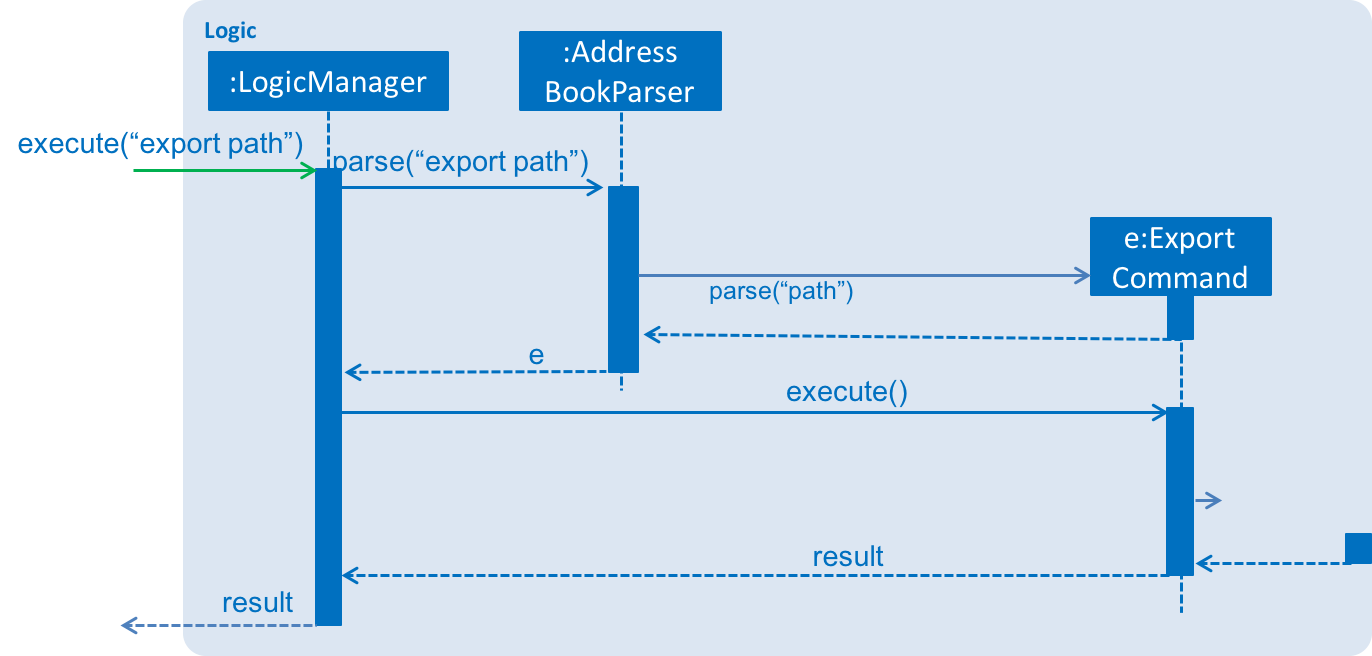 Logic
:LogicManager
:Address
BookParser
execute(“export path”)
parse(“export path”)
e:Export
Command
parse(“path”)
e
execute()
result
result